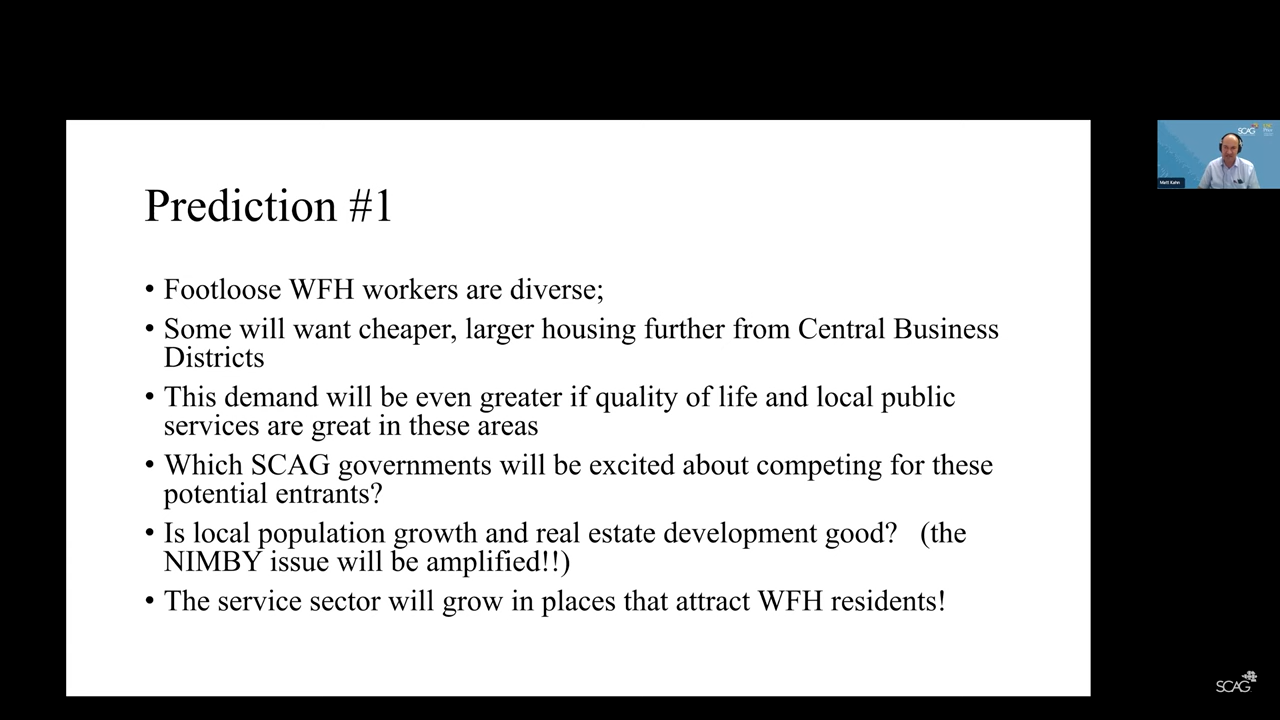 Prediction #1
• Footloose WFH workers are diverse;
• Some will want cheaper, larger housing further from Central Business
Districts
• This demand will be even greater if quality of life and local public
services are great in these areas
• Which SCAG governments will be excited about competing for these
potential entrants?
• Is local population growth and real estate development good? (the
NIMBY issue will be amplified!!)
• The service sector will grow in places that attract WFH residents!
SCAG
Matt Kahn
SCAG